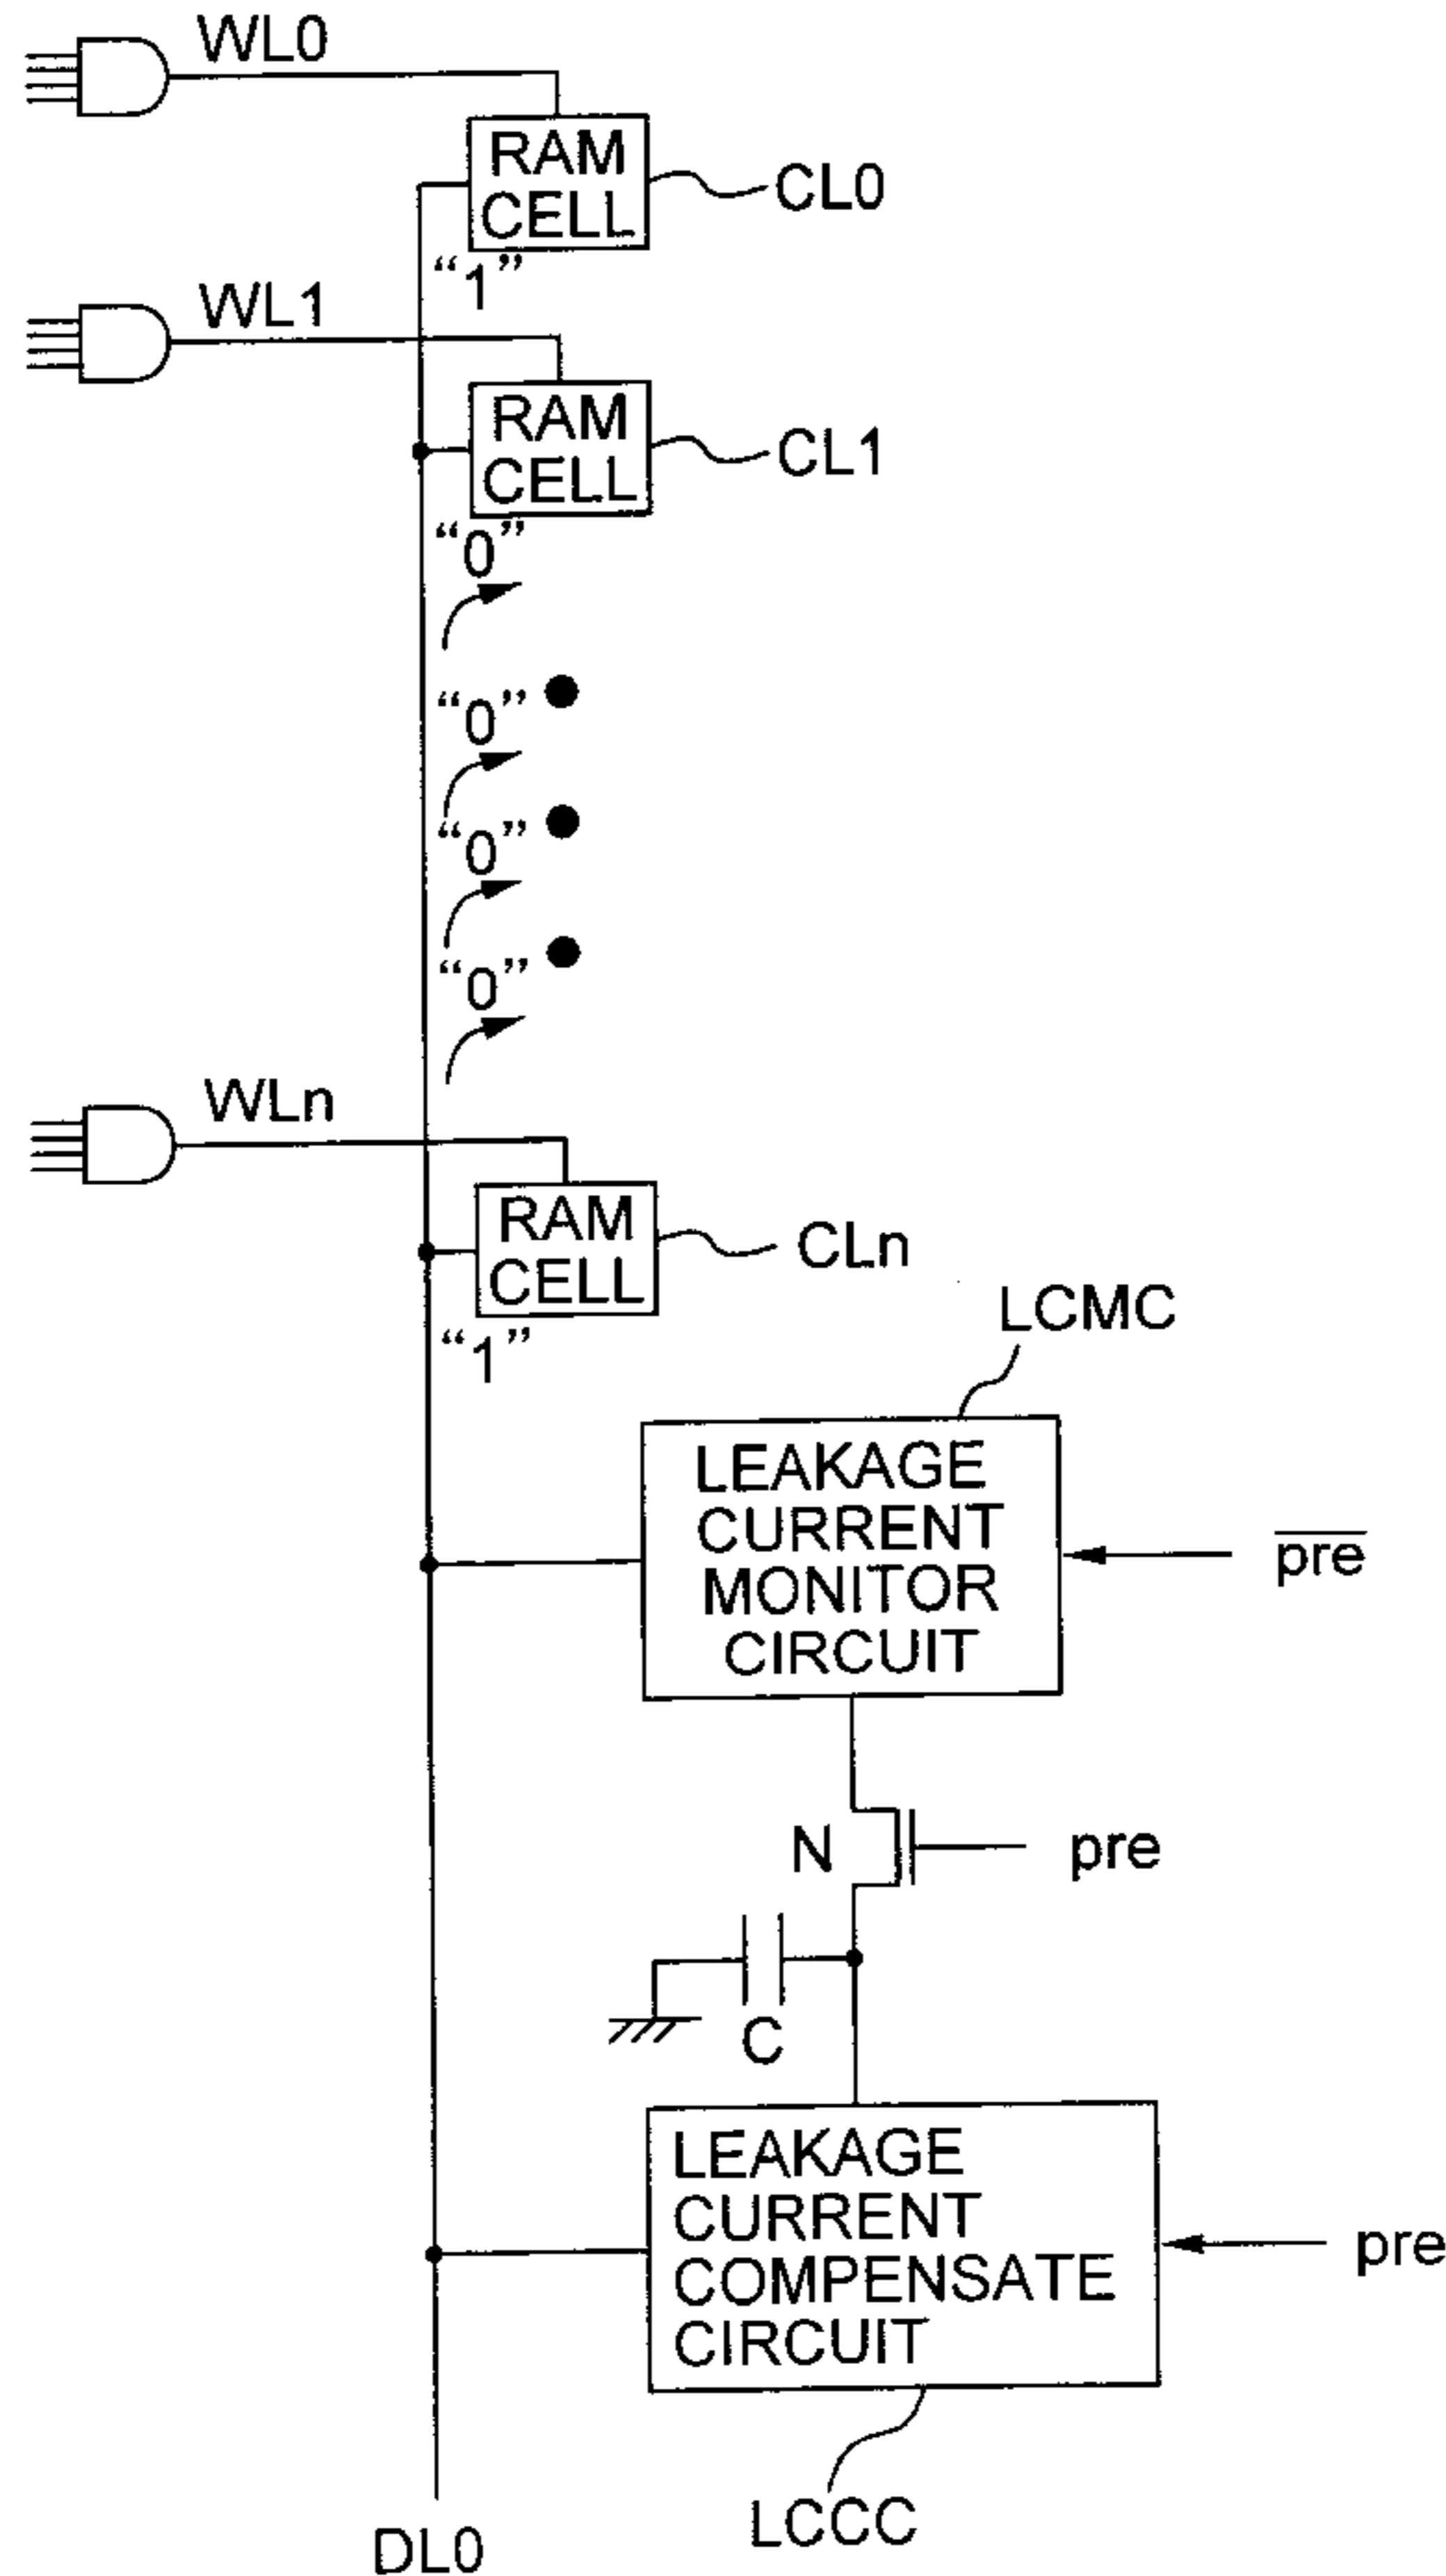 WL0
RAM
CELL
CL0
“1”
WL1
RAM
CELL
CL1
“0”
“0”
“0”
“0”
WLn
RAM
CELL
CLn
“1”
LCMC
LEAKAGE
CURRENT
MONITOR
CIRCUIT
pre
N
pre
C
LEAKAGE
CURRENT
COMPENSATE
CIRCUIT
pre
LCCC
DL0